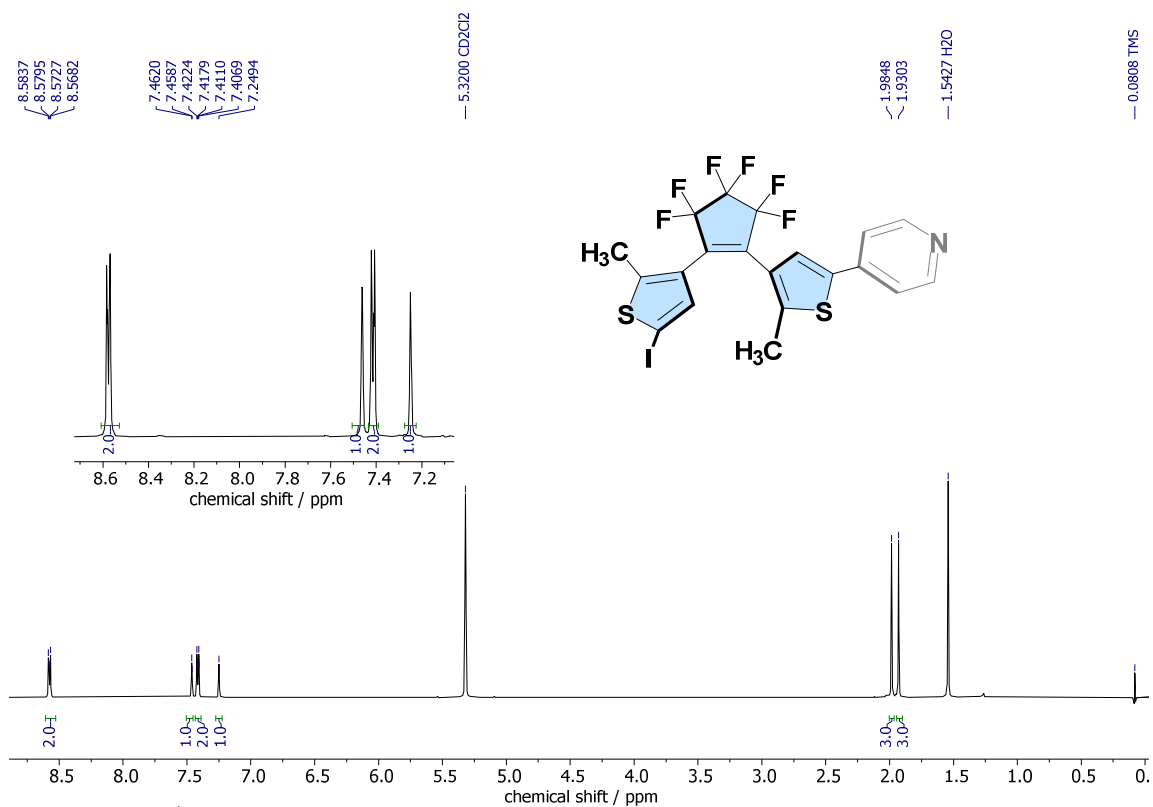 8.5837
8.5795
8.5727
8.5682
7.4620
7.4587
7.4224
7.4179
7.4110
7.4069
7.2494
5.3200 CD2Cl2
1.9848
1.9303
1.5427 H2O
0.0808 TMS
F F
F F
F F
H3C
S
I
H3C
S
N
2.0
1.0
2.0
1.0
8.6 8.4 8.2 8.0 7.8 7.6 7.4 7.2
chemical shift / ppm
2.0
1.0
2.0
1.0
3.0
3.0
8.5 8.0 7.5 7.0 6.5 6.0 5.5 5.0 4.5 4.0 3.5 3.0 2.5 2.0 1.5 1.0 0.5 0.
chemical shift / ppm